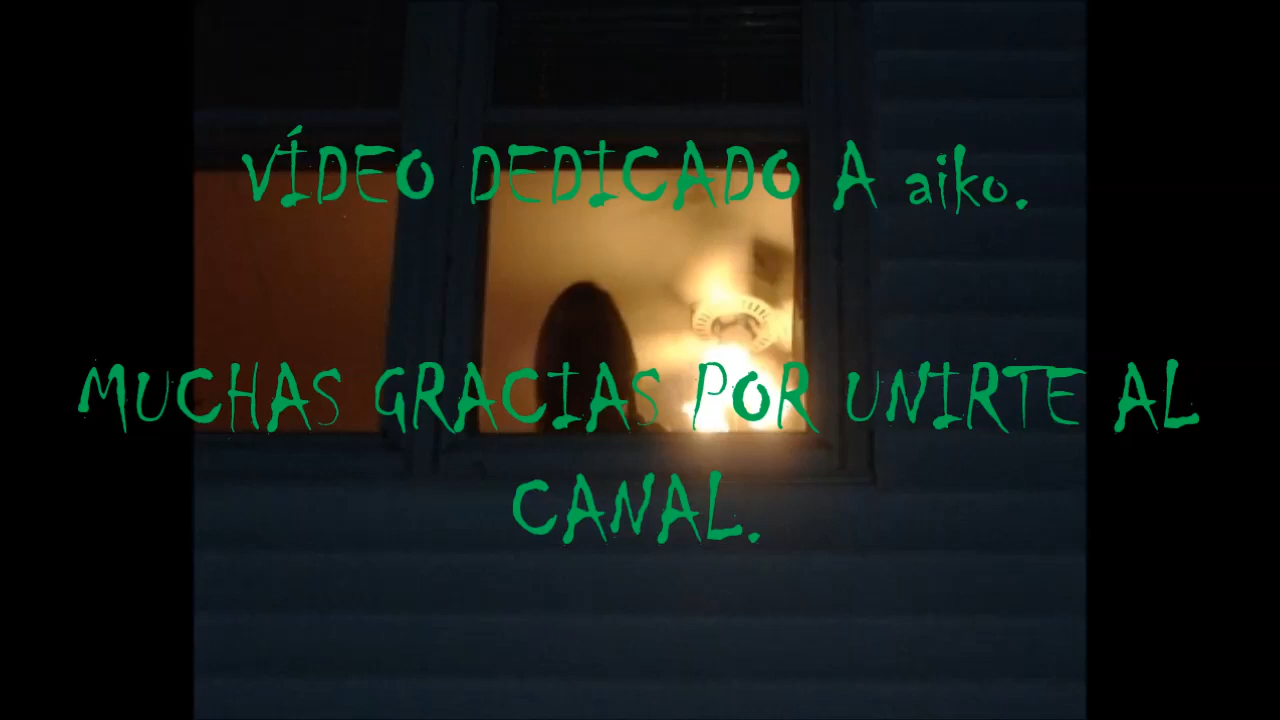 VÍDEO DEDICADO A aiko.
MUCHAS GRACIAS POR UNIRTE AL
CANAL.